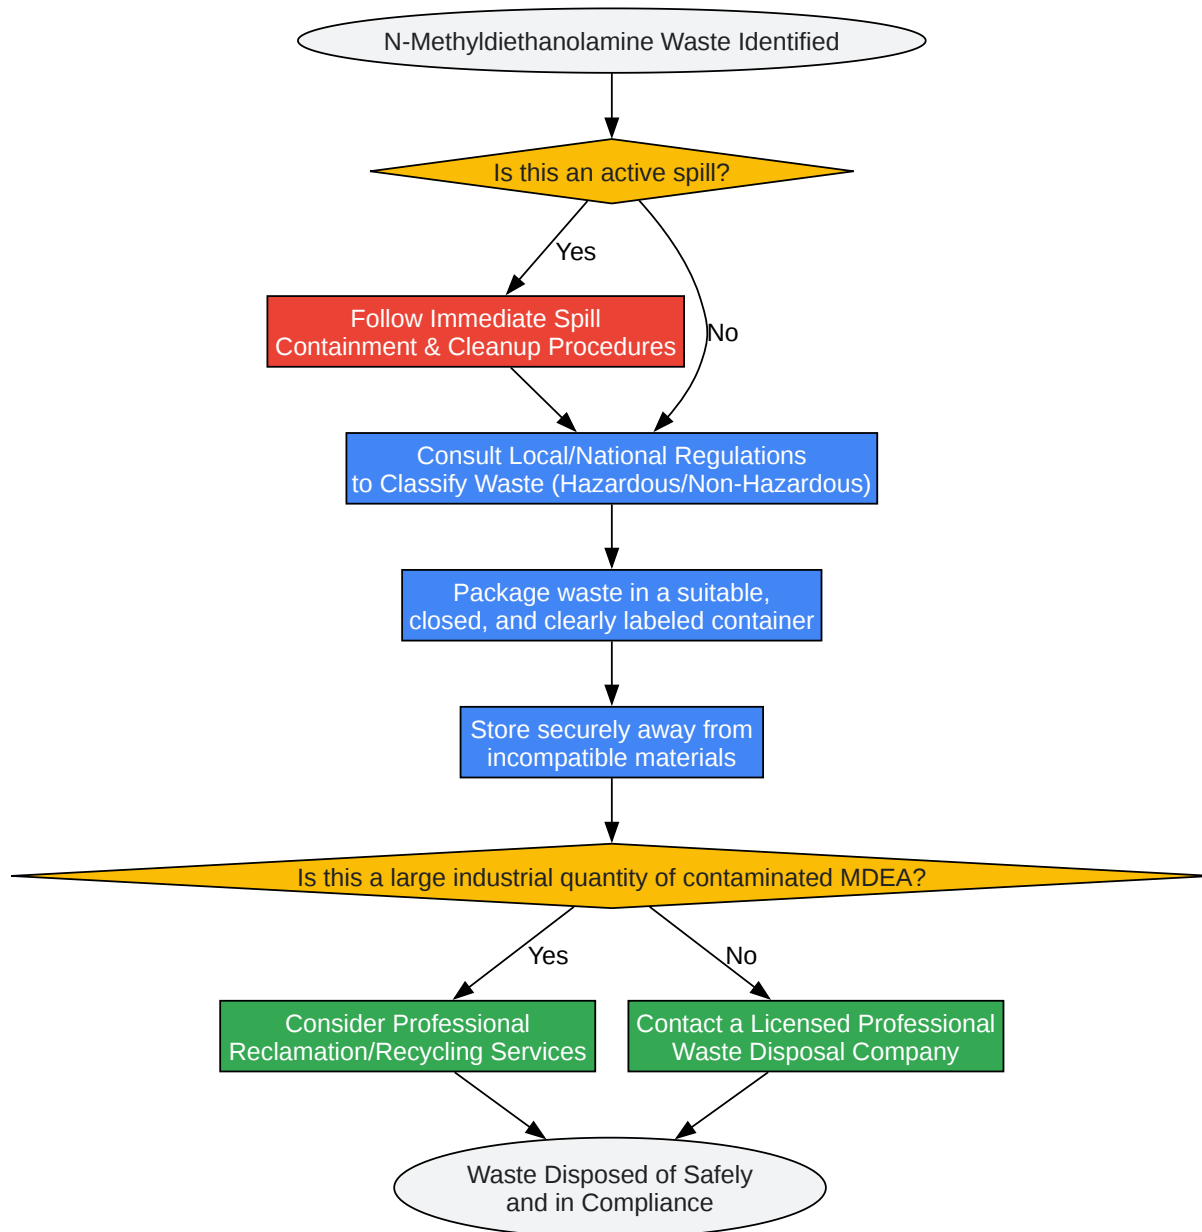 N-Methyldiethanolamine Waste Identified
Is this an active spill?
Yes
Follow Immediate Spill
Containment & Cleanup Procedures
No
Consult Local/National Regulations
to Classify Waste (Hazardous/Non-Hazardous)
Package waste in a suitable,
closed, and clearly labeled container
Store securely away from
incompatible materials
Is this a large industrial quantity of contaminated MDEA?
Yes
No
Consider Professional
Reclamation/Recycling Services
Contact a Licensed Professional
Waste Disposal Company
Waste Disposed of Safely
and in Compliance